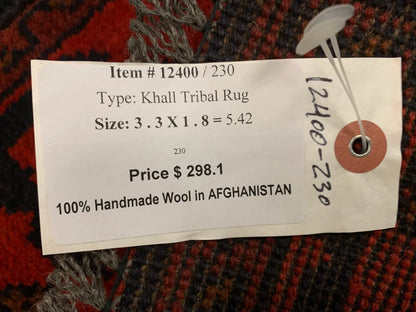 Item # 12400 / 230
Type: Khall Tribal Rug
Size: 3 . 3 X 1 . 8 = 5.42
230
Price $ 298.1
100% Handmade Wool in AFGHANISTAN
12400-230